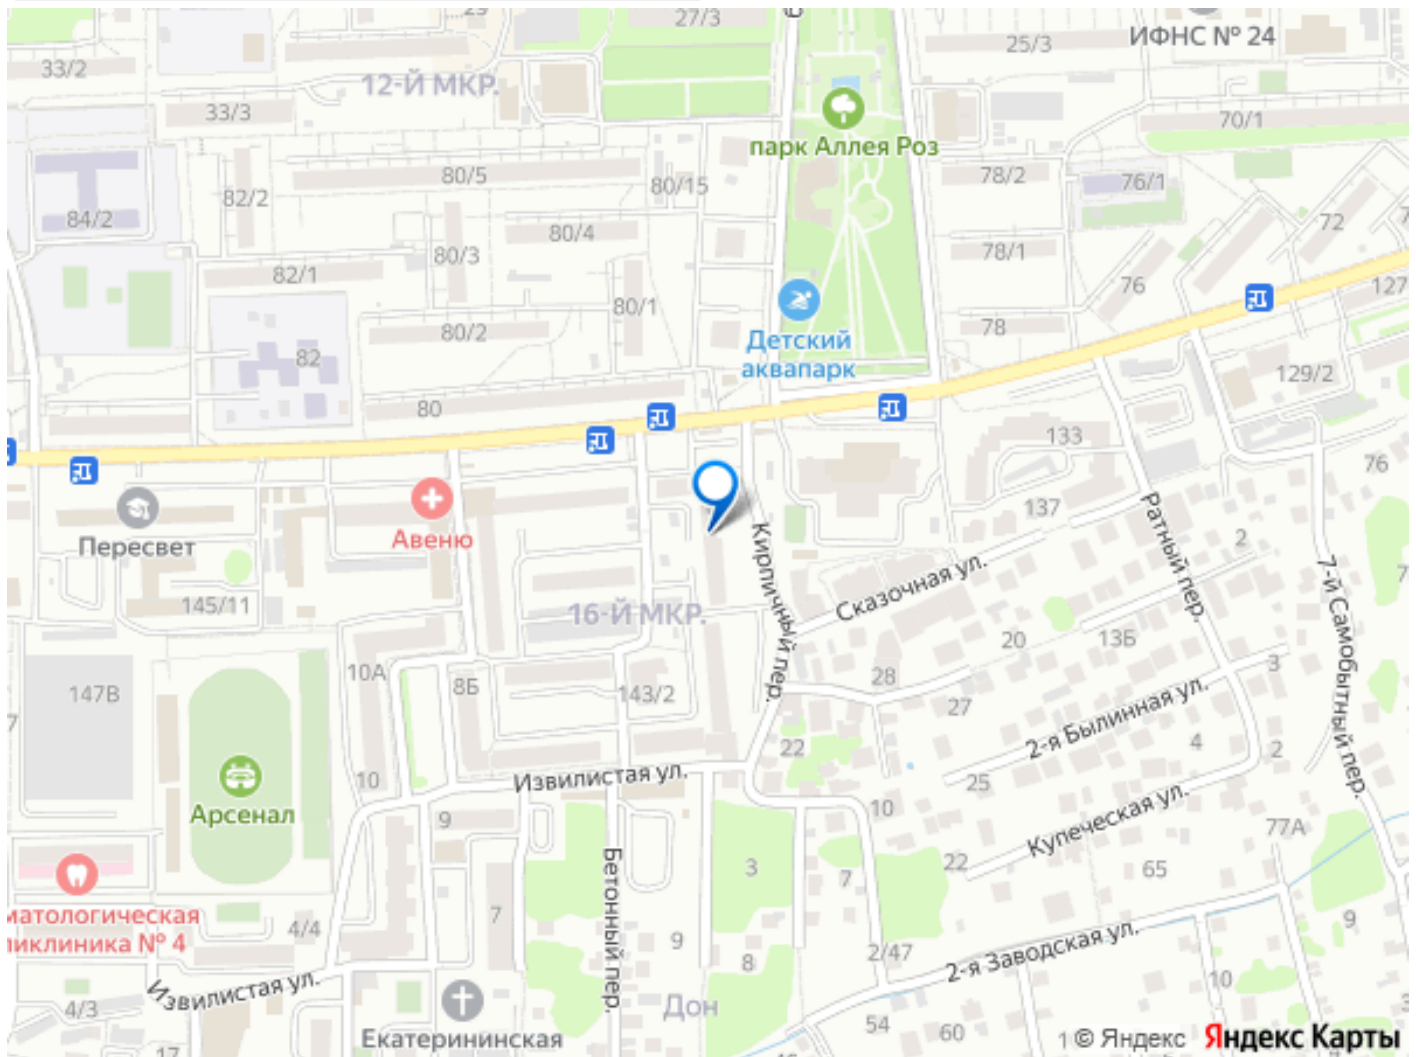 27/3
ИФНС № 24
25/3
33/2
12-Й МКР.
33/3
70/1
парк Аллея Роз
80/5
80/15
78/2
76/1
82/2
84/2
72
80/4
80/3
78/1
82/1
76
127
80/1
78
80/2
Детский
аквапарк
82
129/2
80
133
76
137
Пересвет
Авеню
Ратный пер.
2
Кирпичный пер.
Сказочная ул.
7-й Самобытный пер.
145/11
16-Й МКР.
20
13Б
3
10А
8Б
143/2
28
147В
27
2-я Былинная ул.
4
2
22
10
Извилистая ул.
25
Арсенал
9
10
Купеческая ул.
77А
22
65
3
7
Бетонный пер.
матологическая
ликлиника № 4
4/4
7
9
9
8
2/47
2-я Заводская ул.
Извилистая ул.
10
4/3
Дон
54
60
Екатерининская
17
1
© Яндекс Яндекс Карты